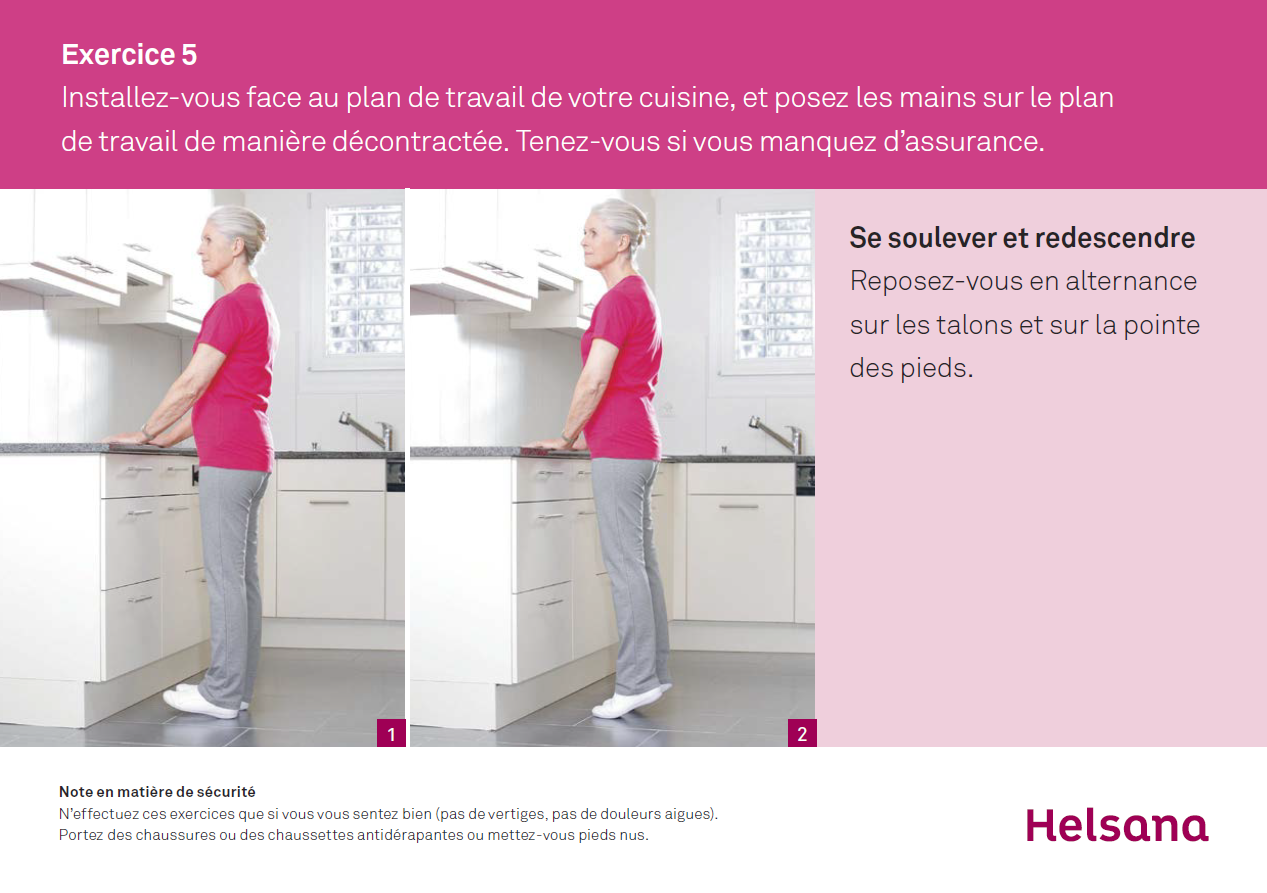 Exercice 5
Installez-vous face au plan de travail de votre cuisine, et posez les mains sur le plan
de travail de manière décontractée. Tenez-vous si vous manquez d’assurance.
Se soulever et redescendre
Reposez-vous en alternance
sur les talons et sur la pointe
des pieds.
1
2
Note en matière de sécurité
N’effectuez ces exercices que si vous vous sentez bien (pas de vertiges, pas de douleurs aigues).
Portez des chaussures ou des chaussettes antidérapantes ou mettez-vous pieds nus.
Helsana